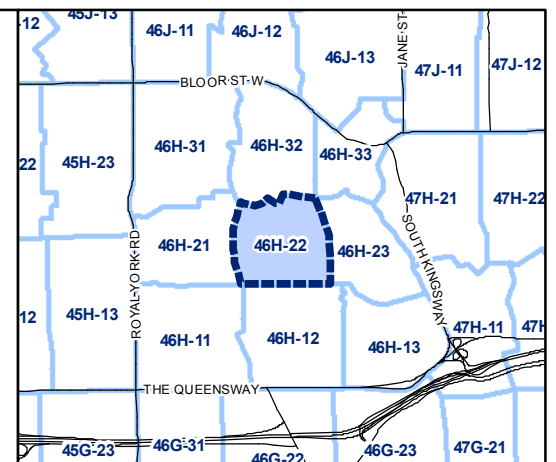 -12
45J-13
46J-11
46J-12
46J-13
JANE ST
47J-11
47J-12
BLOOR ST W
22
45H-23
46H-31
46H-32
46H-33
47H-21
47H-22
ROYAL YORK RD
46H-21
46H-22
46H-23
SOUTH KINGSWAY
12
45H-13
46H-11
46H-12
46H-13
47H-11
47H
THE QUEENSWAY
45G-23
46G-31
46G-22
46G-23
47G-21